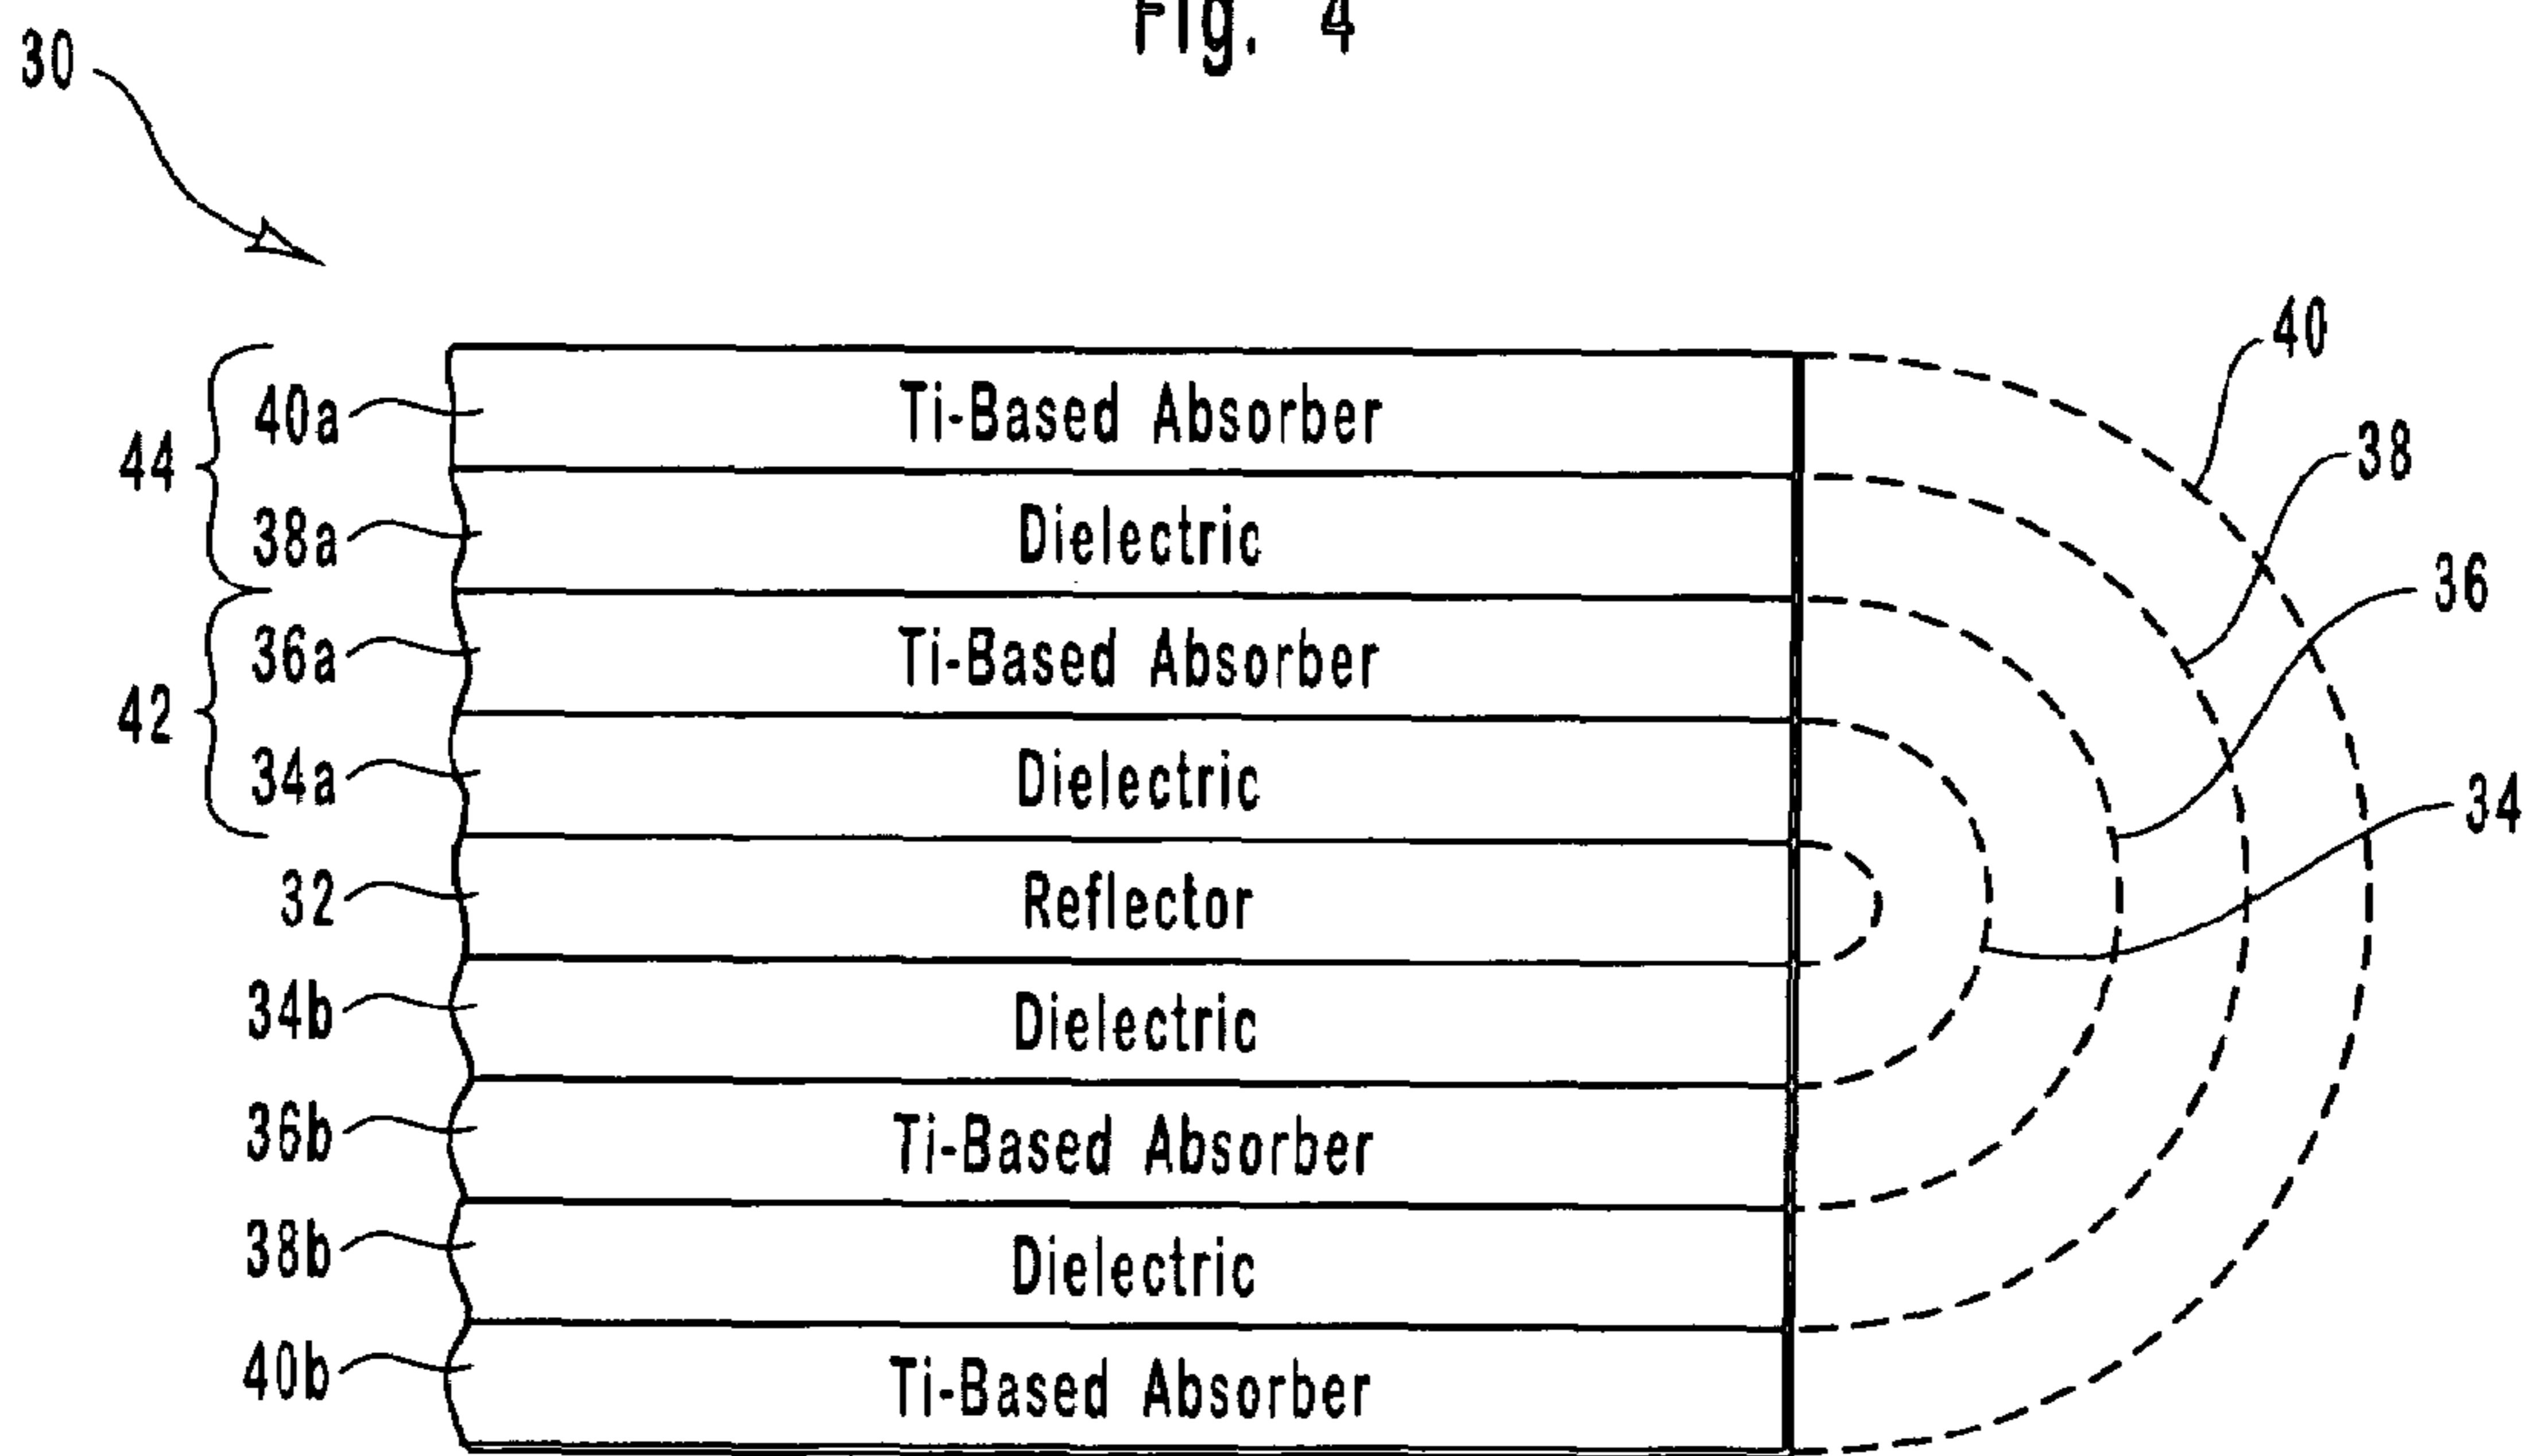 Fig. 4
30
40
40a Ti-Based Absorber
44
38
38a Dielectric
36
36a Ti-Based Absorber
42
34a Dielectric
34
32 Reflector
34b Dielectric
36b Ti-Based Absorber
38b Dielectric
40b Ti-Based Absorber